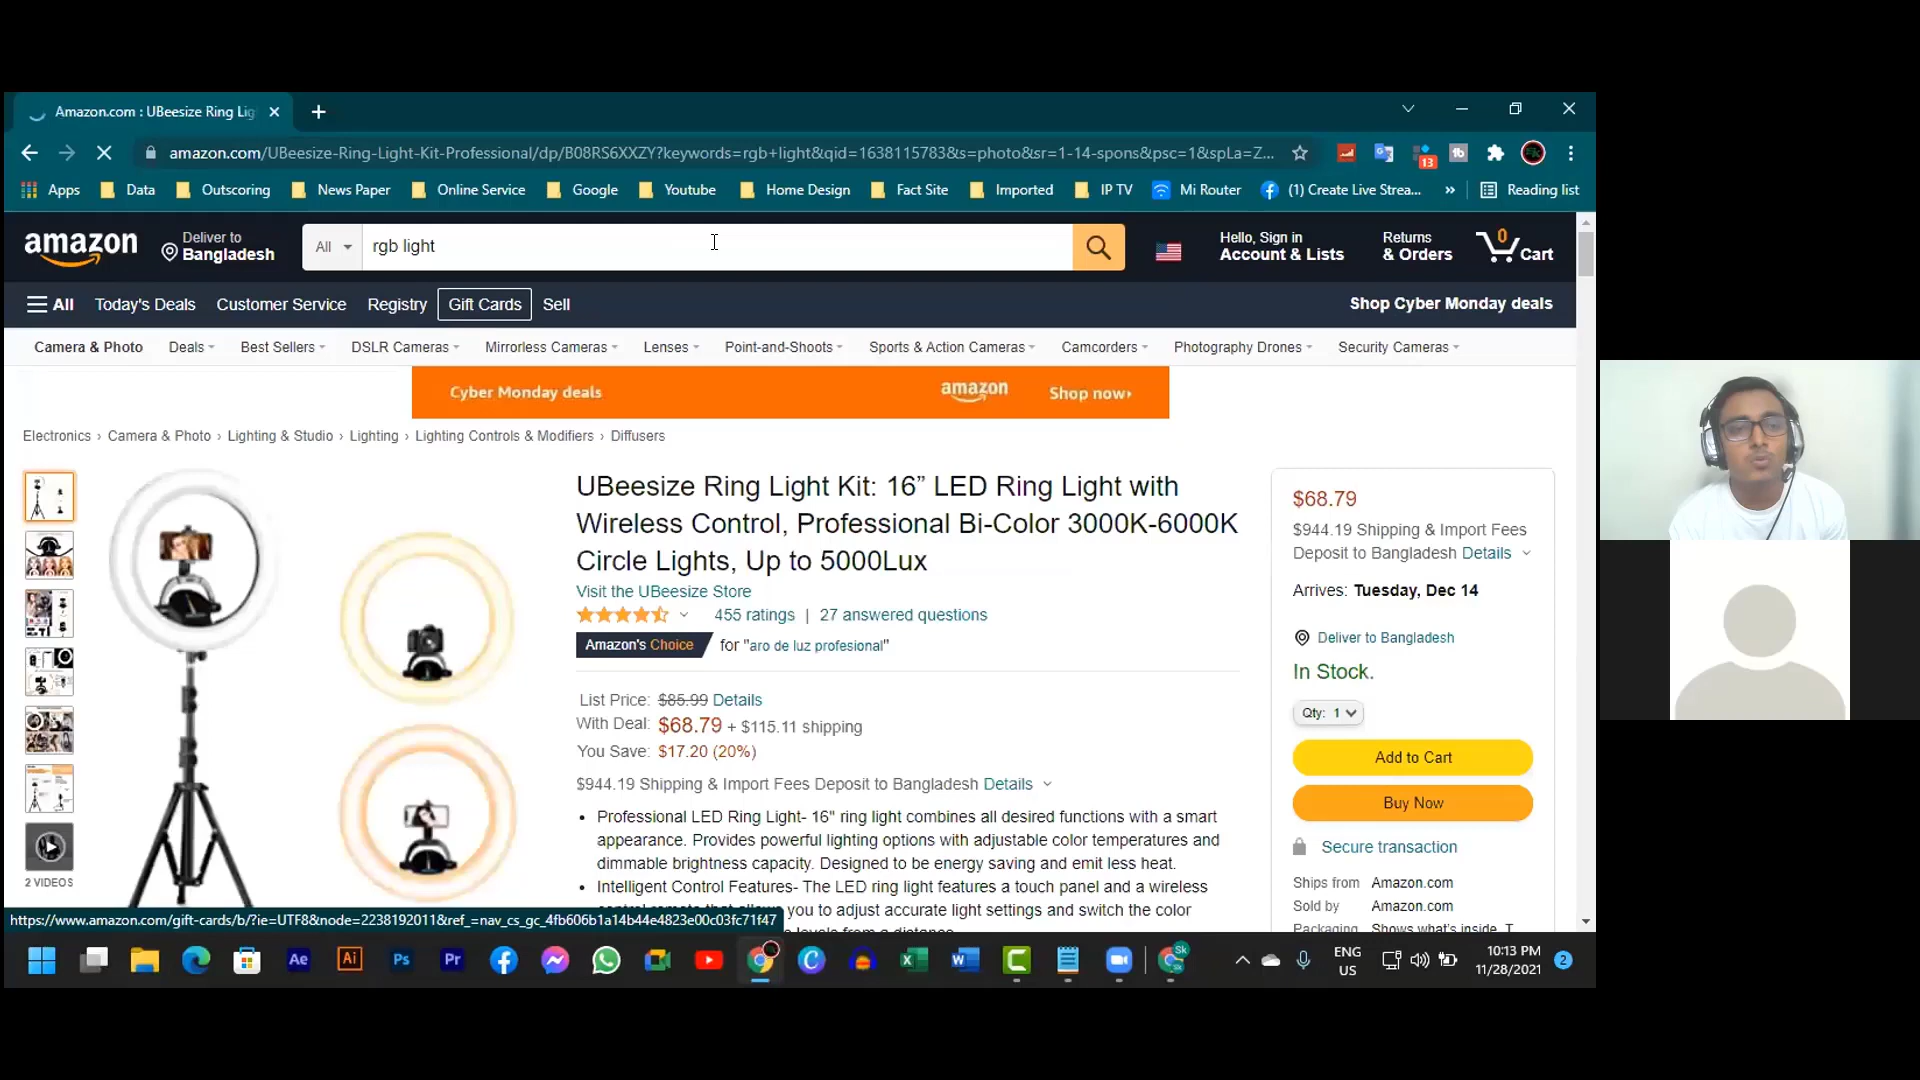 Amazon.com : UBeesize Ring Lig
amazon.com/UBeesize-Ring-Light-Kit-Professional/dp/B08RS6XXZY?keywords=rgb+light&qid=1638115783&s=photo&sr=1-14-spons&psc=1&spLa=Z...
13
Apps Data Outscoring News Paper Online Service Google Youtube Home Design Fact Site Imported IP TV Mi Router (1) Create Live Strea... » Reading list
amazon
Deliver to
Bangladesh
All
rgb light
Hello, Sign in
Account & Lists
Returns
& Orders
0
Cart
All Today's Deals Customer Service Registry Gift Cards Sell
Shop Cyber Monday deals
Camera & Photo Deals Best Sellers DSLR Cameras Mirrorless Cameras Lenses Point-and-Shoots Sports & Action Cameras Camcorders Photography Drones Security Cameras
Cyber Monday deals amazon Shop now›
Electronics › Camera & Photo › Lighting & Studio › Lighting › Lighting Controls & Modifiers › Diffusers
2 VIDEOS
UBeesize Ring Light Kit: 16” LED Ring Light with
Wireless Control, Professional Bi-Color 3000K-6000K
Circle Lights, Up to 5000Lux
Visit the UBeesize Store
455 ratings | 27 answered questions
Amazon's Choice for "aro de luz profesional"
List Price: $85.99 Details
With Deal: $68.79 + $115.11 shipping
You Save: $17.20 (20%)
$944.19 Shipping & Import Fees Deposit to Bangladesh Details
• Professional LED Ring Light- 16" ring light combines all desired functions with a smart
appearance. Provides powerful lighting options with adjustable color temperatures and
dimmable brightness capacity. Designed to be energy saving and emit less heat.
• Intelligent Control Features- The LED ring light features a touch panel and a wireless
you to adjust accurate light settings and switch the color
$68.79
$944.19 Shipping & Import Fees
Deposit to Bangladesh Details
Arrives: Tuesday, Dec 14
Deliver to Bangladesh
In Stock.
Qty: 1
Add to Cart
Buy Now
Secure transaction
Ships from Amazon.com
Sold by Amazon.com
Packaging Shows what's inside. T
https://www.amazon.com/gift-cards/b/?ie=UTF8&node=2238192011&ref_=nav_cs_gc_4fb606b1a14b44e4823e00c03fc71f47
Ae Ai Ps Pr
ENG
US
10:13 PM
11/28/2021
2